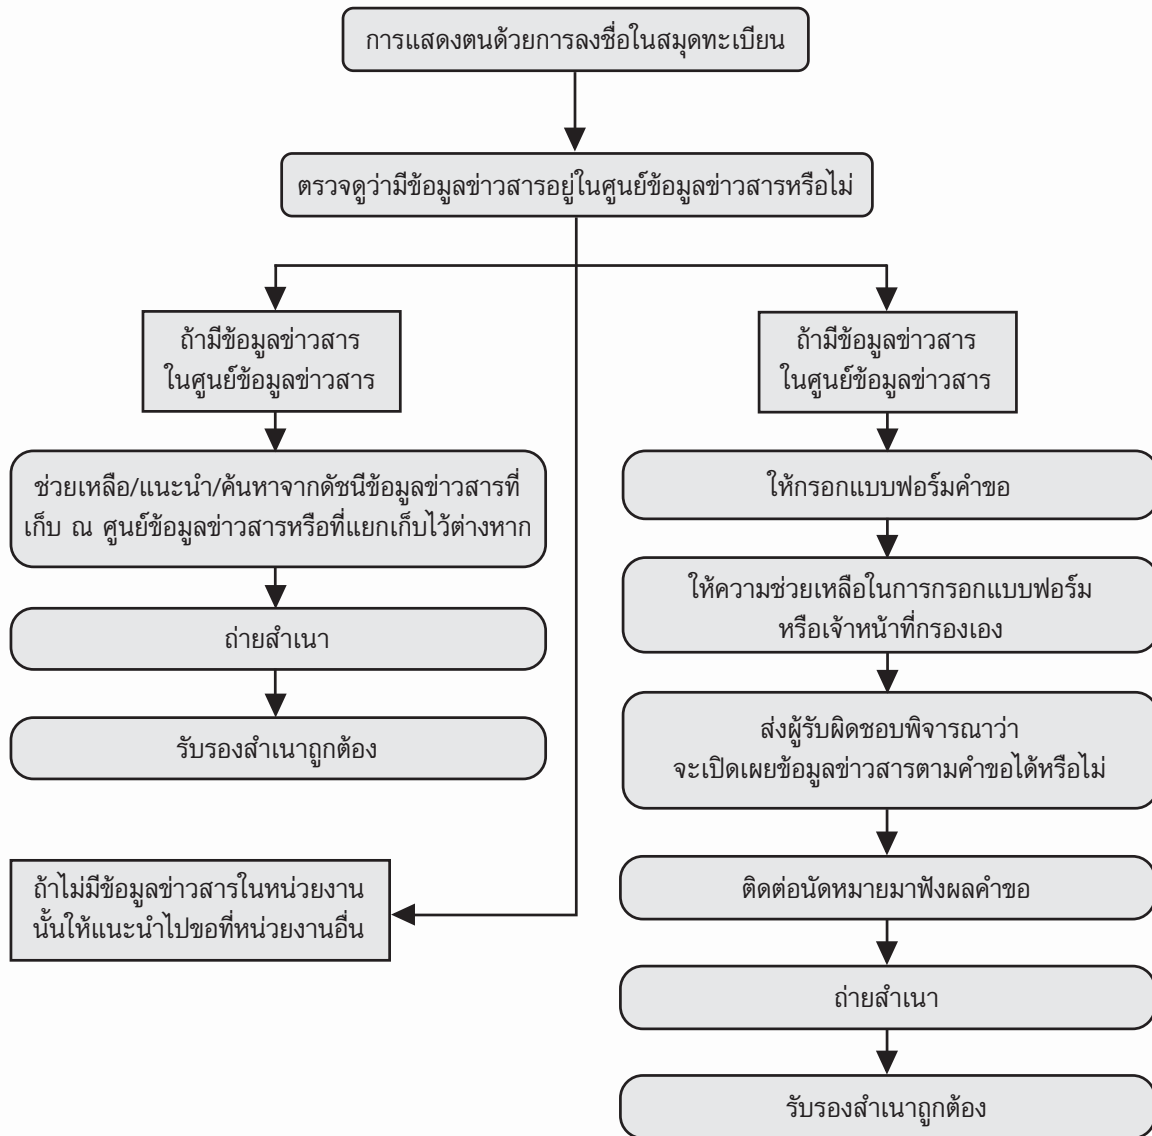 การแสดงตนด้วยการลงชื่อในสมุดทะเบียน
ตรวจดูว่ามีข้อมูลข่าวสารอยู่ในศูนย์ข้อมูลข่าวสารหรือไม่
ถ้ามีข้อมูลข่าวสาร
ในศูนย์ข้อมูลข่าวสาร
ช่วยเหลือ/แนะนำ/ค้นหาจากดัชนีข้อมูลข่าวสารที่
เก็บ ณ ศูนย์ข้อมูลข่าวสารหรือที่แยกเก็บไว้ต่างหาก
ถ่ายสำเนา
รับรองสำเนาถูกต้อง
ถ้าไม่มีข้อมูลข่าวสารในหน่วยงาน
นั้นให้แนะนำไปขอที่หน่วยงานอื่น
ถ้ามีข้อมูลข่าวสาร
ในศูนย์ข้อมูลข่าวสาร
ให้กรอกแบบฟอร์มคำขอ
ให้ความช่วยเหลือในการกรอกแบบฟอร์ม
หรือเจ้าหน้าที่กรองเอง
ส่งผู้รับผิดชอบพิจารณาว่า
จะเปิดเผยข้อมูลข่าวสารตามคำขอได้หรือไม่
ติดต่อนัดหมายมาฟังผลคำขอ
ถ่ายสำเนา
รับรองสำเนาถูกต้อง